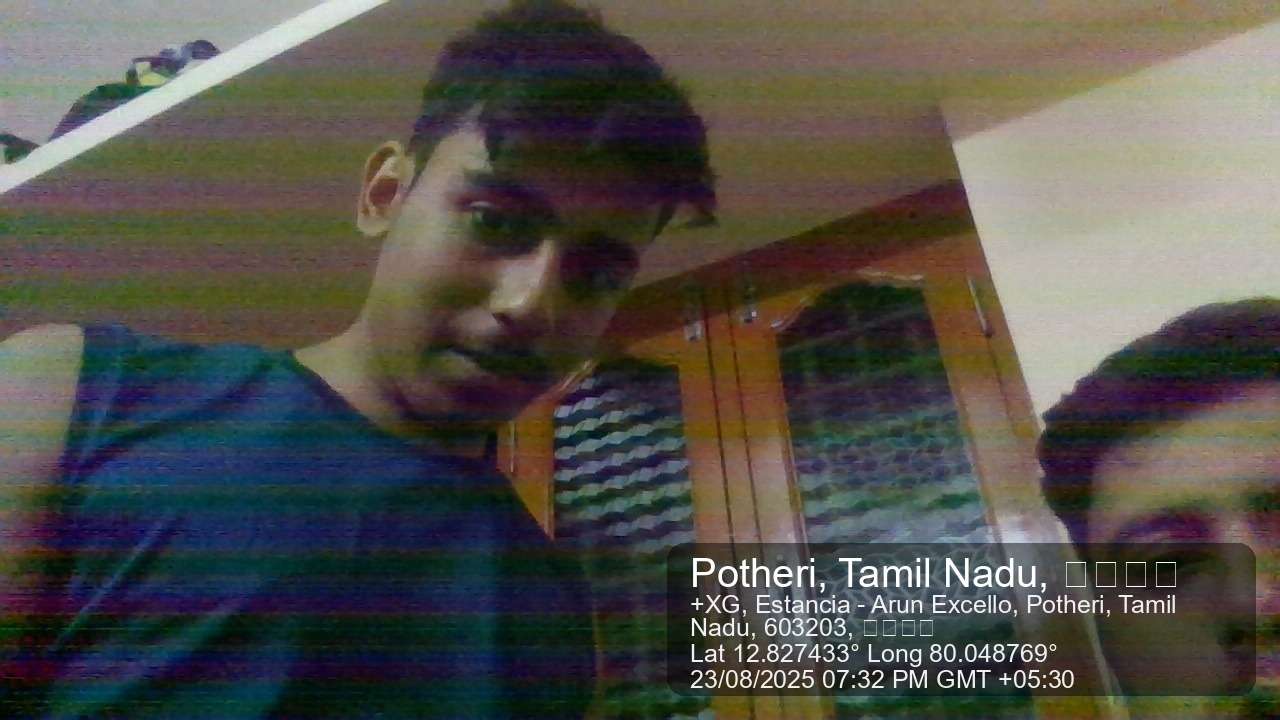 Potheri, Tamil Nadu, □□□□
+XG, Estancia - Arun Excello, Potheri, Tamil
Nadu, 603203, □□□□
Lat 12.827433° Long 80.048769°
23/08/2025 07:32 PM GMT +05:30